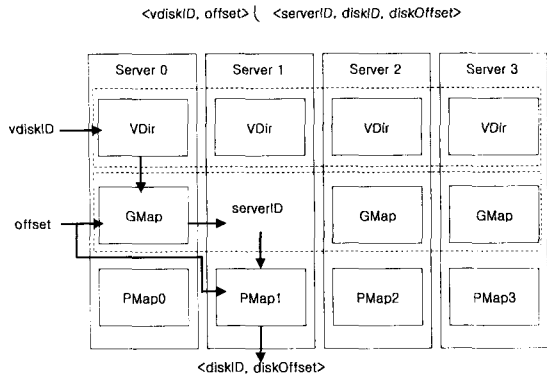 <vdiskID, offset> ⟨ <serverID, diskID, diskOffset>
Server 0 Server 1 Server 2 Server 3
vdiskID VDir VDir VDir VDir
offset GMap serverID GMap GMap
PMap0 PMap1 PMap2 PMap3
<diskID, diskOffset>